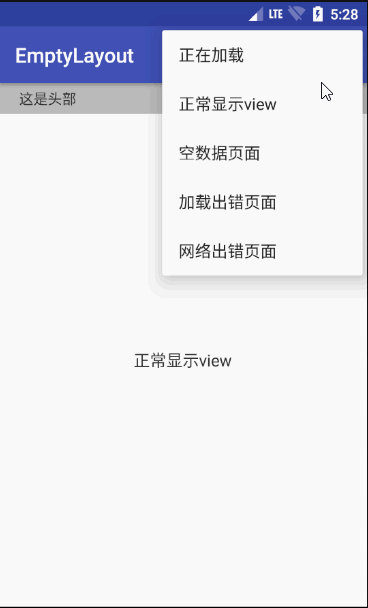 LTE 5:28
EmptyLayout
正在加载
这是头部
正常显示view
空数据页面
加载出错页面
网络出错页面
正常显示view